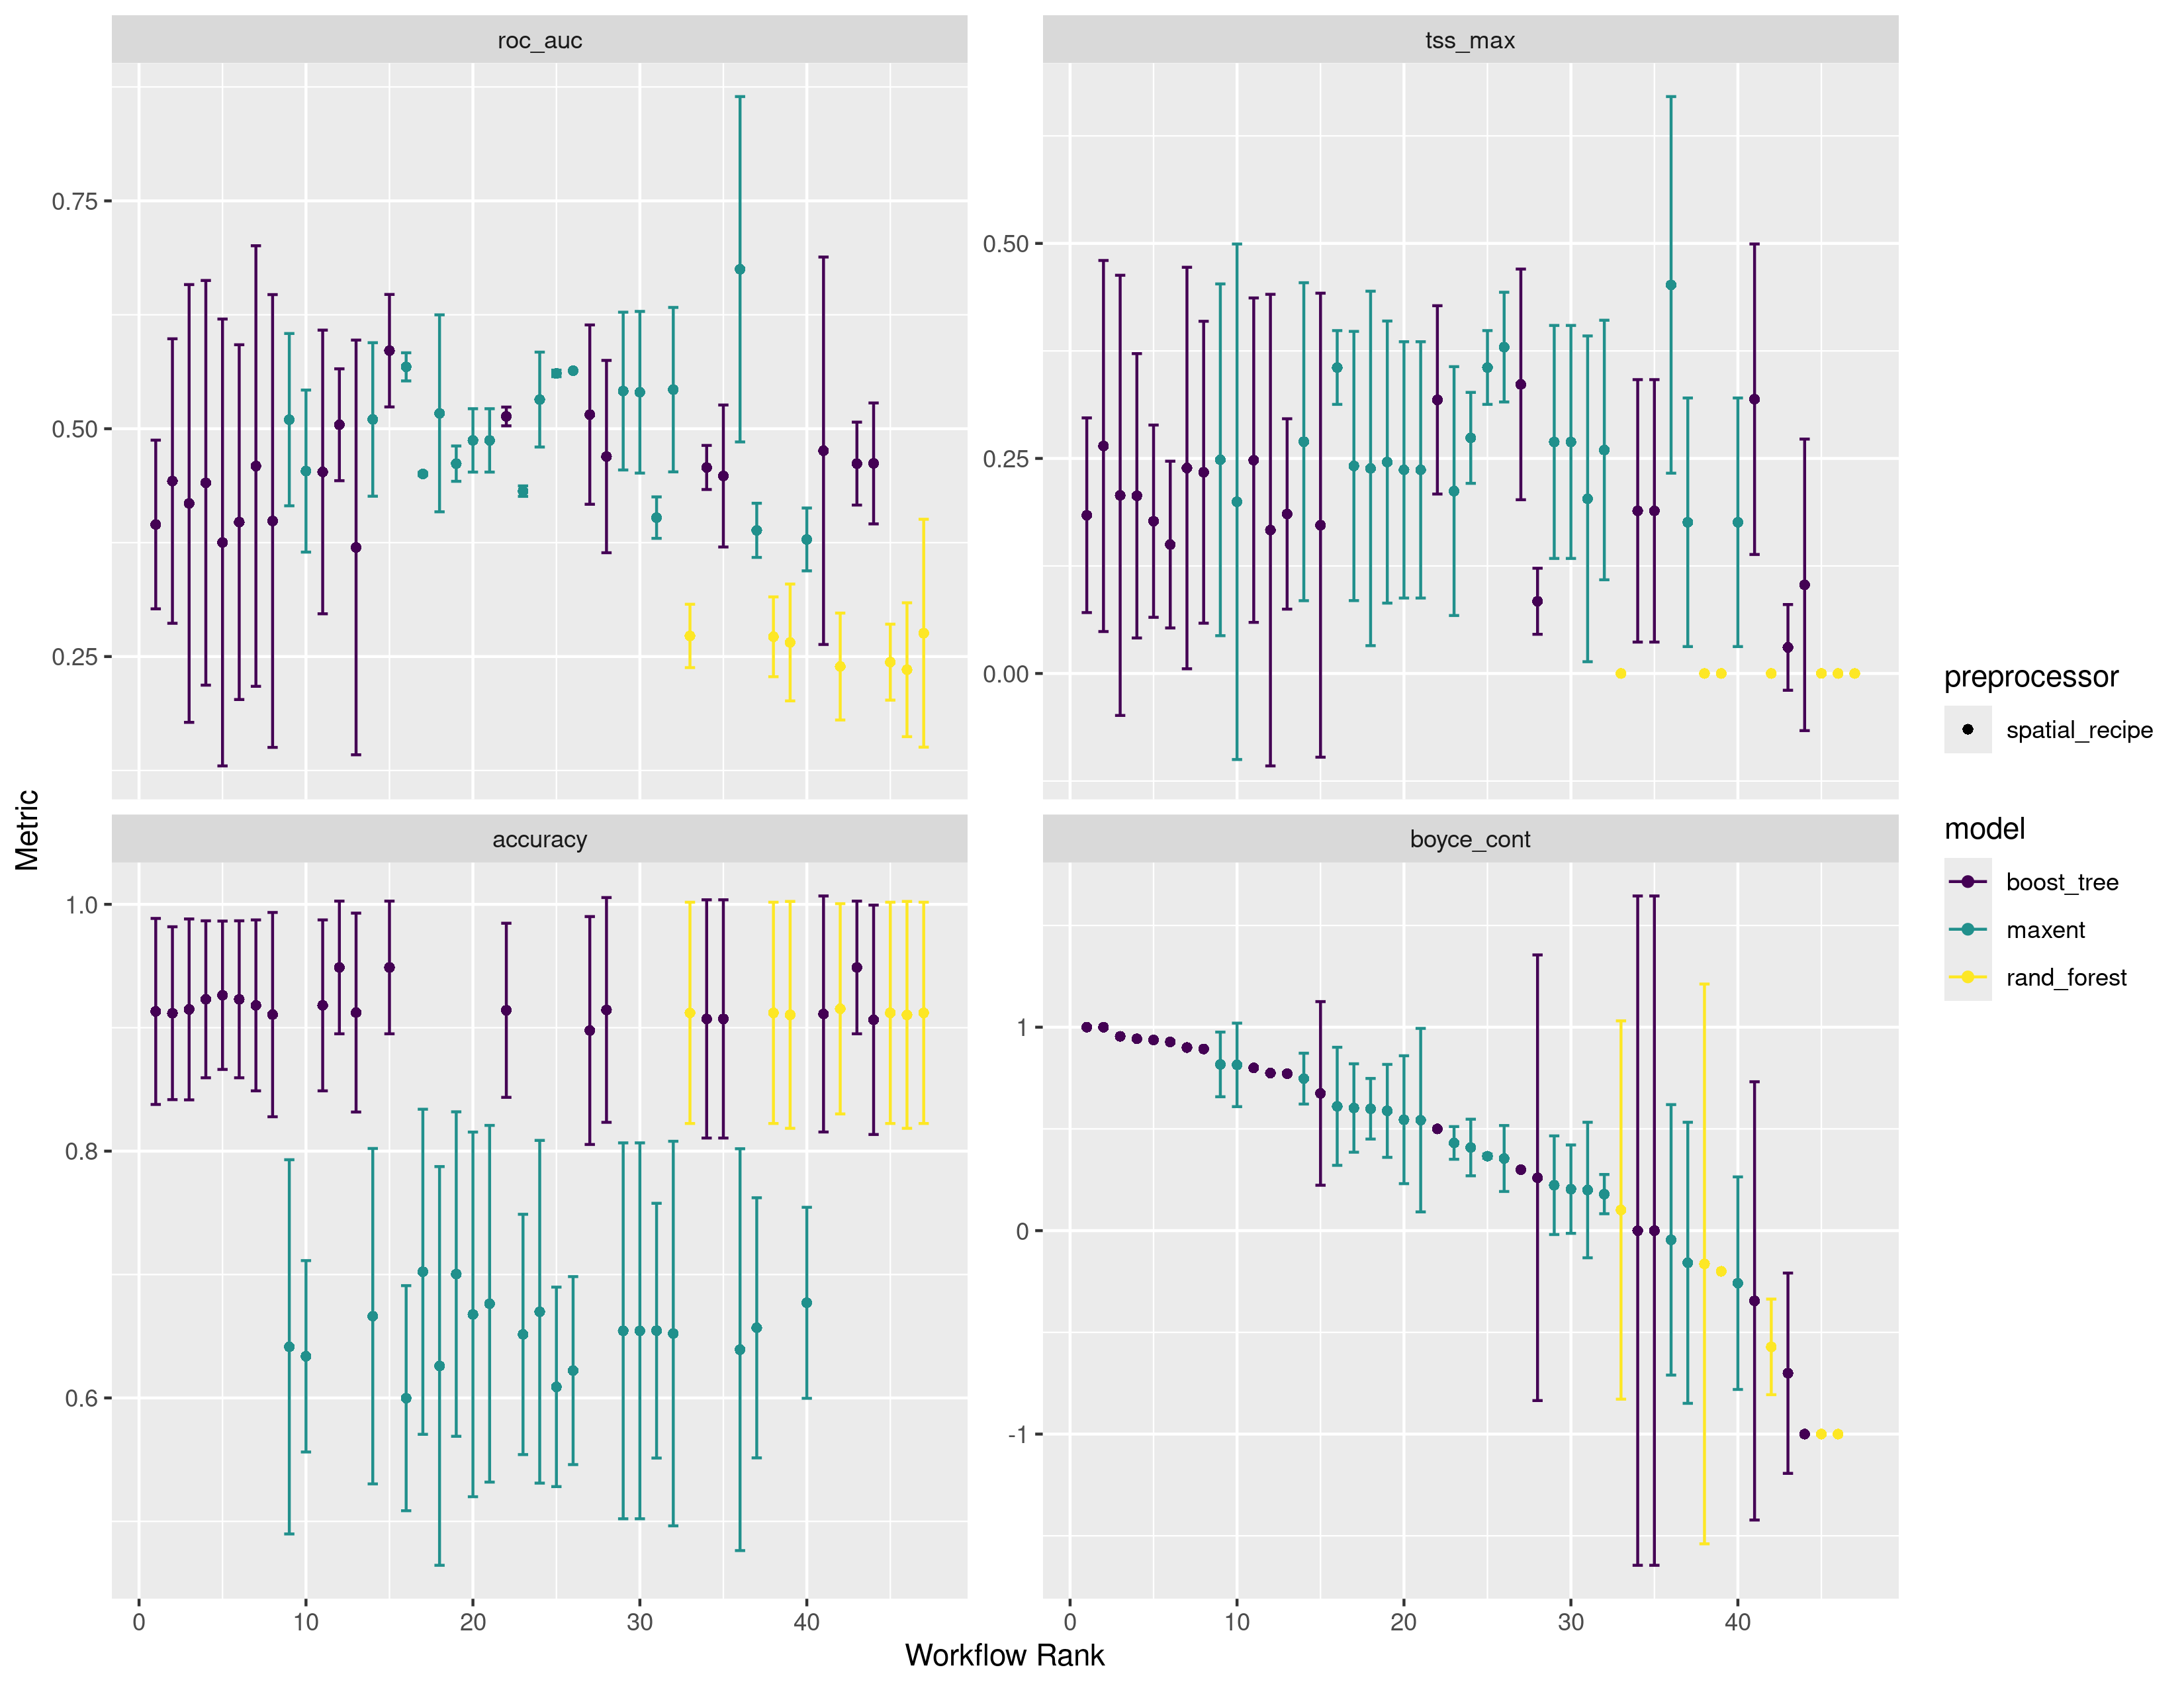 roc_auc
tss_max
0.75
0.50
0.25
0.50
0.25
0.00
accuracy
boyce_cont
1.0
0.8
0.6
1
0
-1
0
10
20
30
40
0
10
20
30
40
Workflow Rank
Metric
preprocessor
spatial_recipe
model
boost_tree
maxent
rand_forest